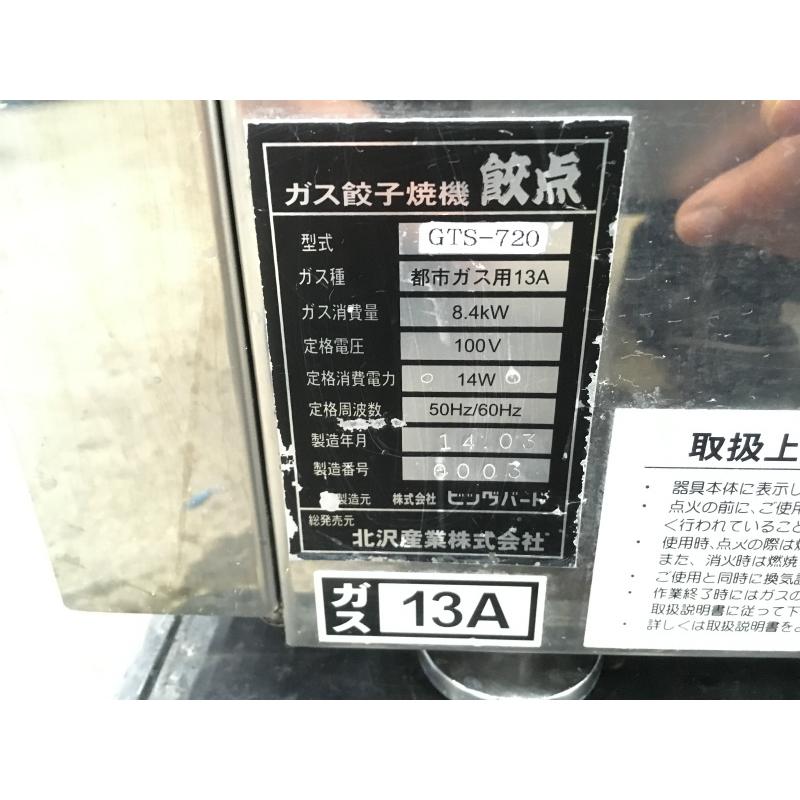 ガス餃子焼機 餃点
型式 GTS-720
ガス種 都市ガス用13A
ガス消費量 8.4kW
定格電圧 100V
定格消費電力 14W
定格周波数 50Hz/60Hz
製造年月 14.03
製造番号 0003
製造元 株式会社 ビングバード
総発売元
北沢産業株式会社
ガス 13A
取扱上
・ 器具本体に表示し
・ 点火の前に、ご使用
く行われていること
・ 使用時、点火の際は
また、消火時は燃焼
・ ご使用と同時に換気
・ 作業終了時にはガスの
取扱説明書に従って下
・ 詳しくは取扱説明書を